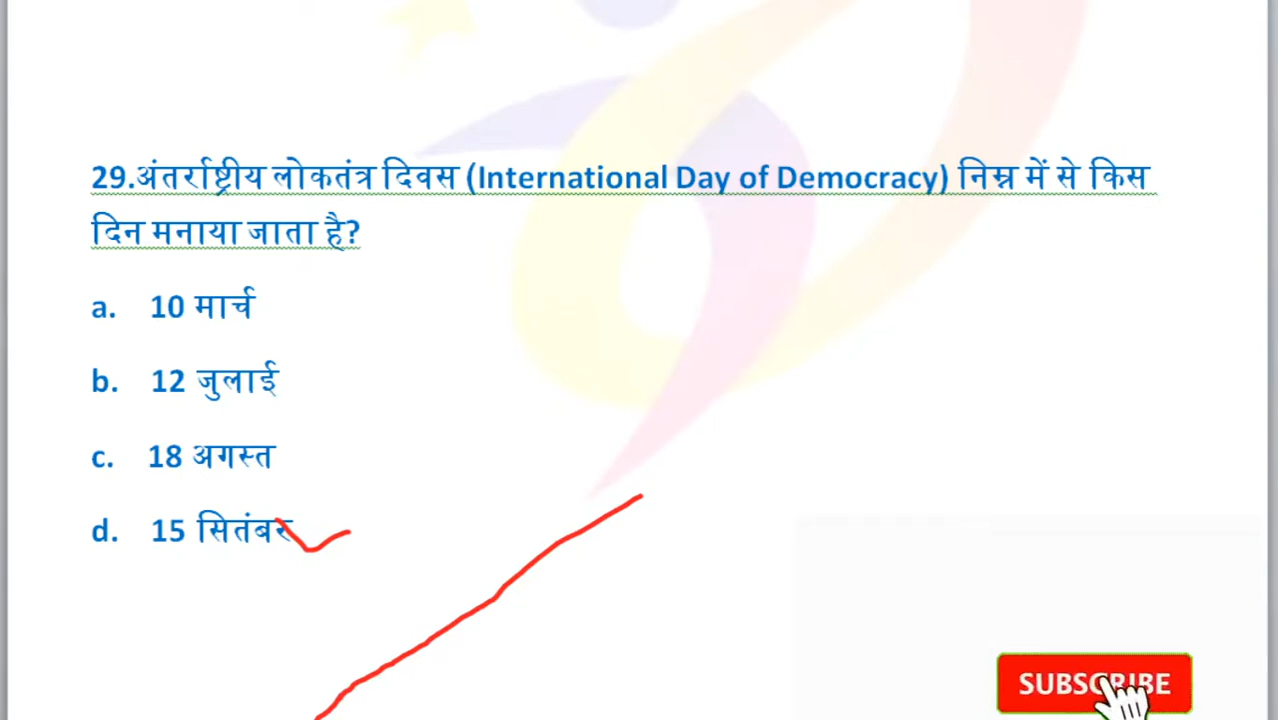 29.अंतर्राष्ट्रीय लोकतंत्र दिवस (International Day of Democracy) निम्न में से किस
दिन मनाया जाता है?
a. 10 मार्च
b. 12 जुलाई
c. 18 अगस्त
d. 15 सितंबर
SUBSCRIBE